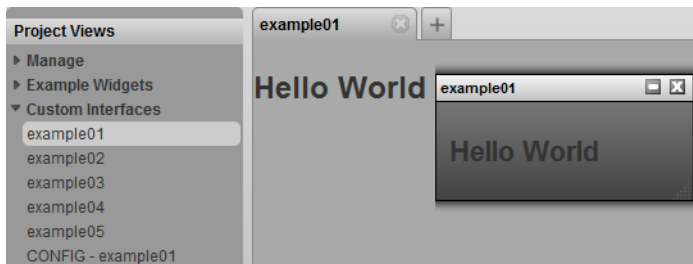 Project Views
Manage
Example Widgets
Custom Interfaces
example01
example02
example03
example04
example05
CONFIG - example01
example01
Hello World
example01
Hello World